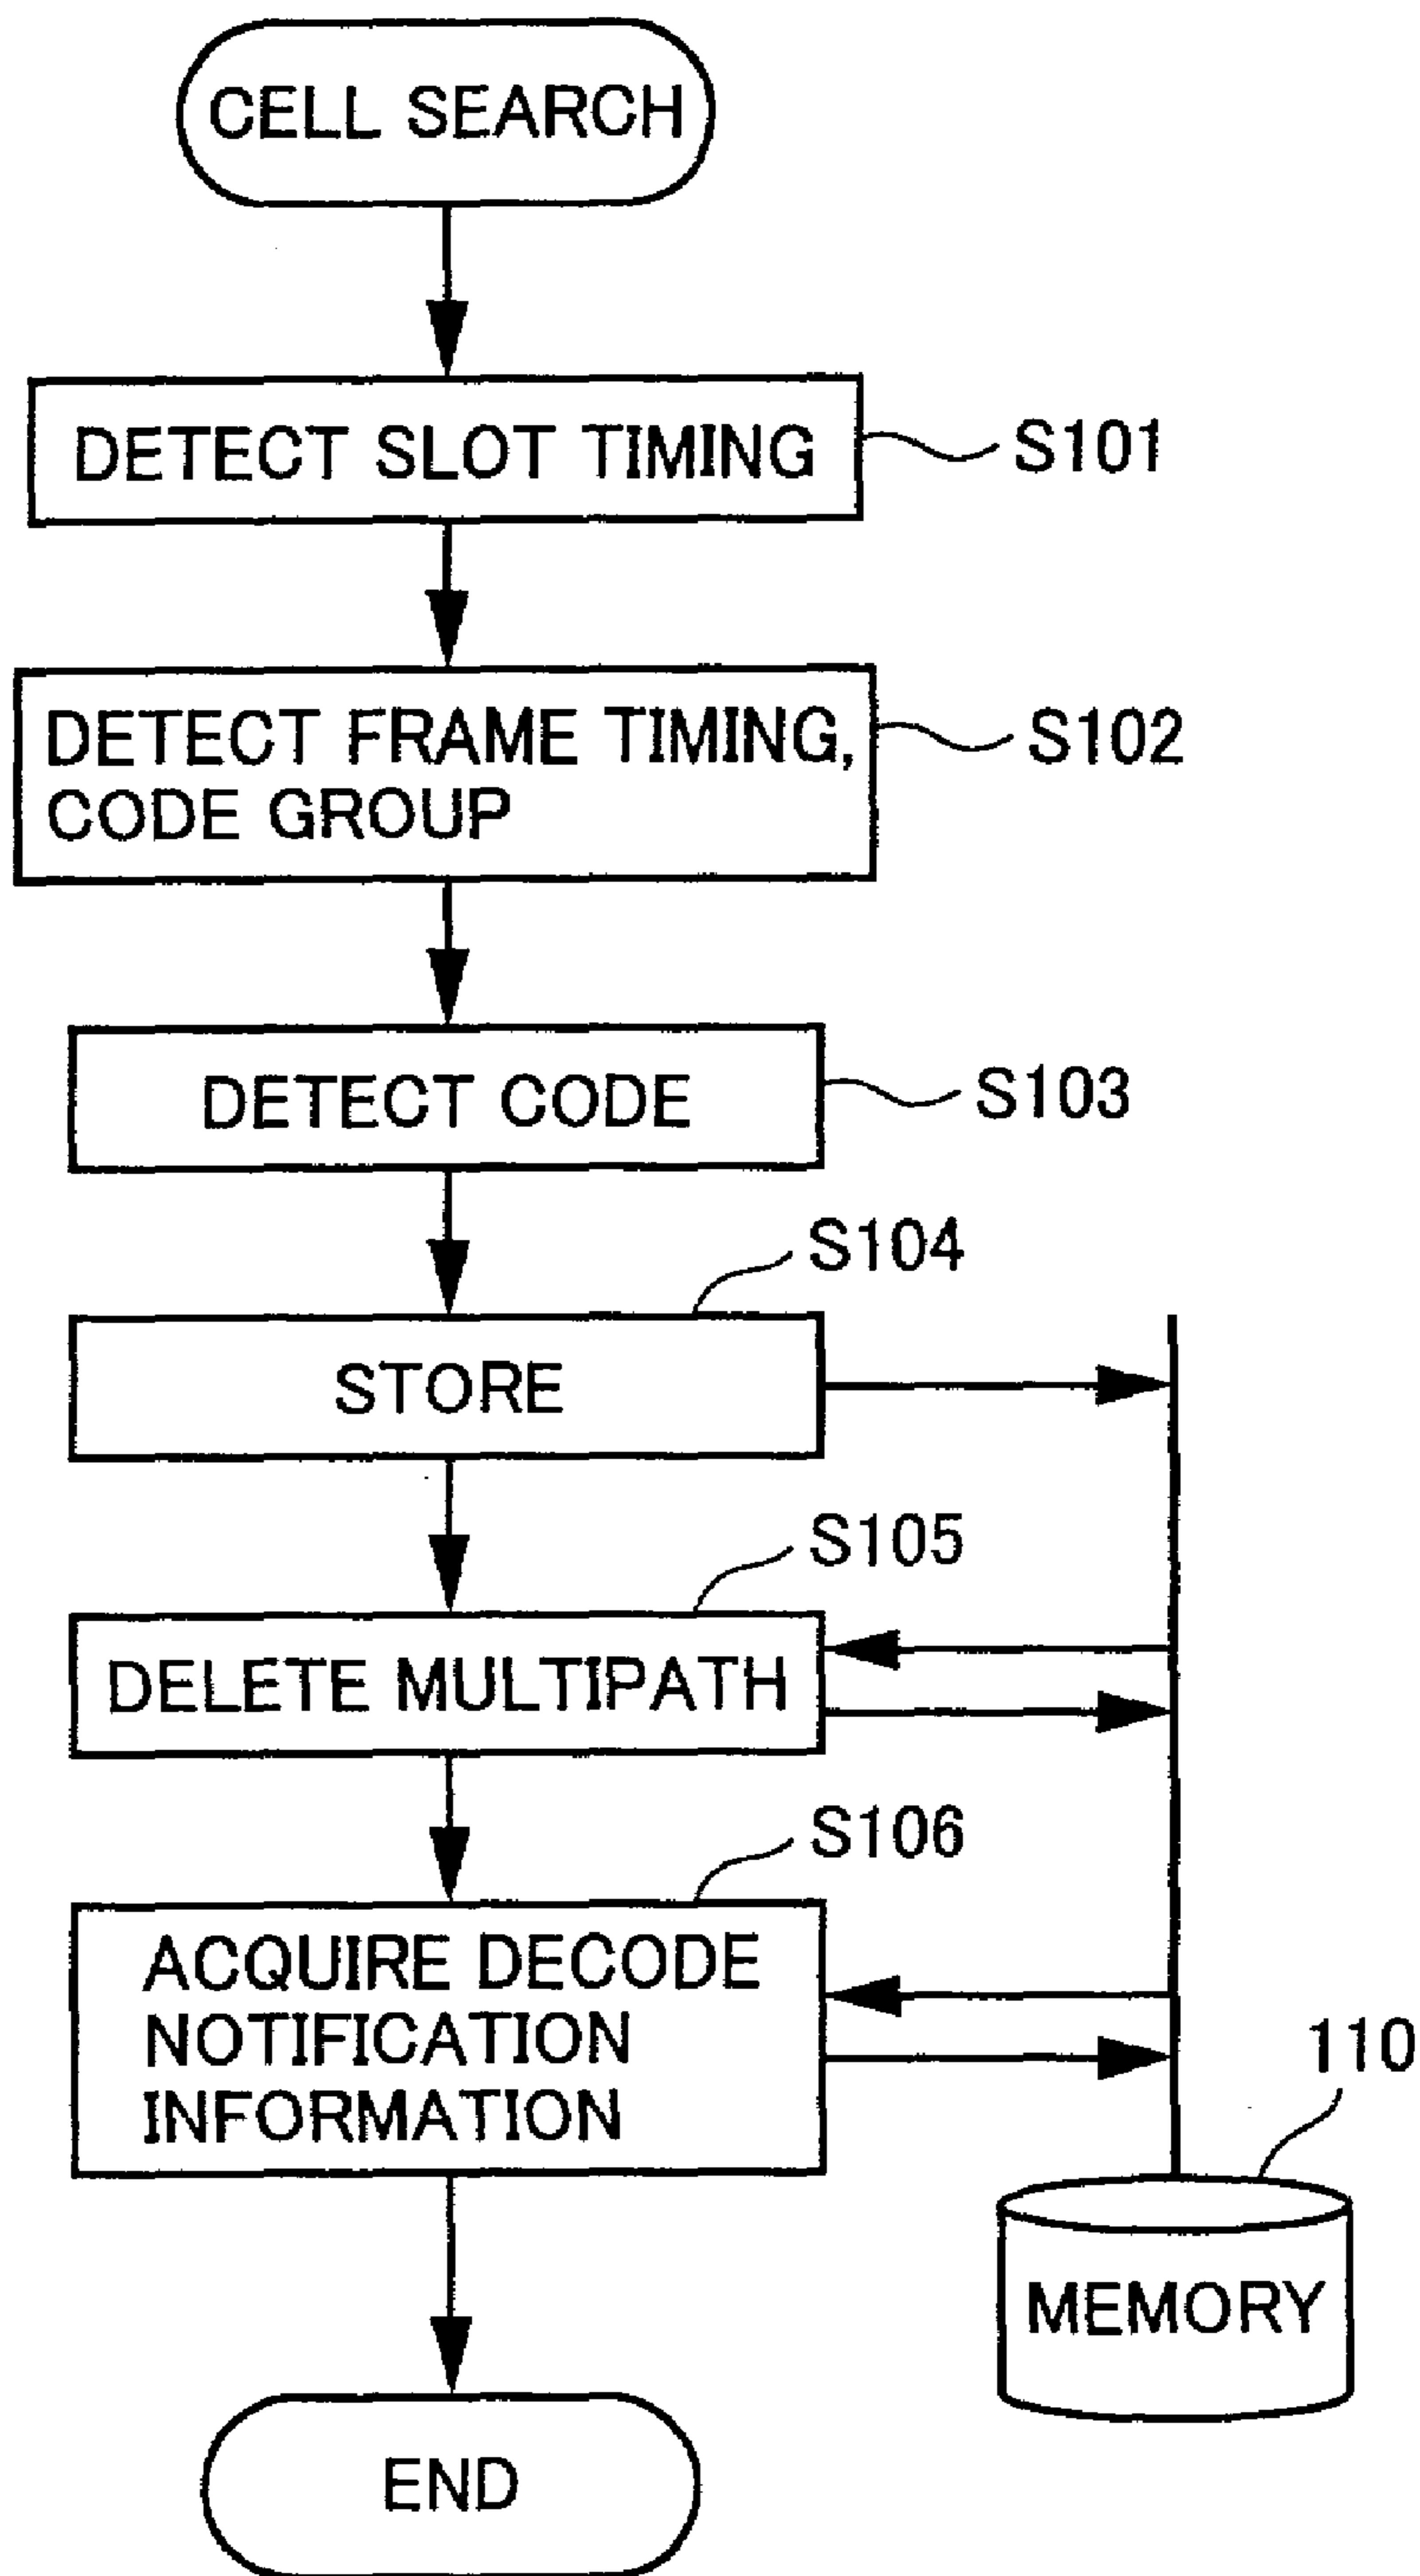 CELL SEARCH
DETECT SLOT TIMING
S101
DETECT FRAME TIMING,
CODE GROUP
S102
DETECT CODE
S103
S104
STORE
S105
DELETE MULTIPATH
S106
ACQUIRE DECODE
NOTIFICATION
INFORMATION
110
MEMORY
END